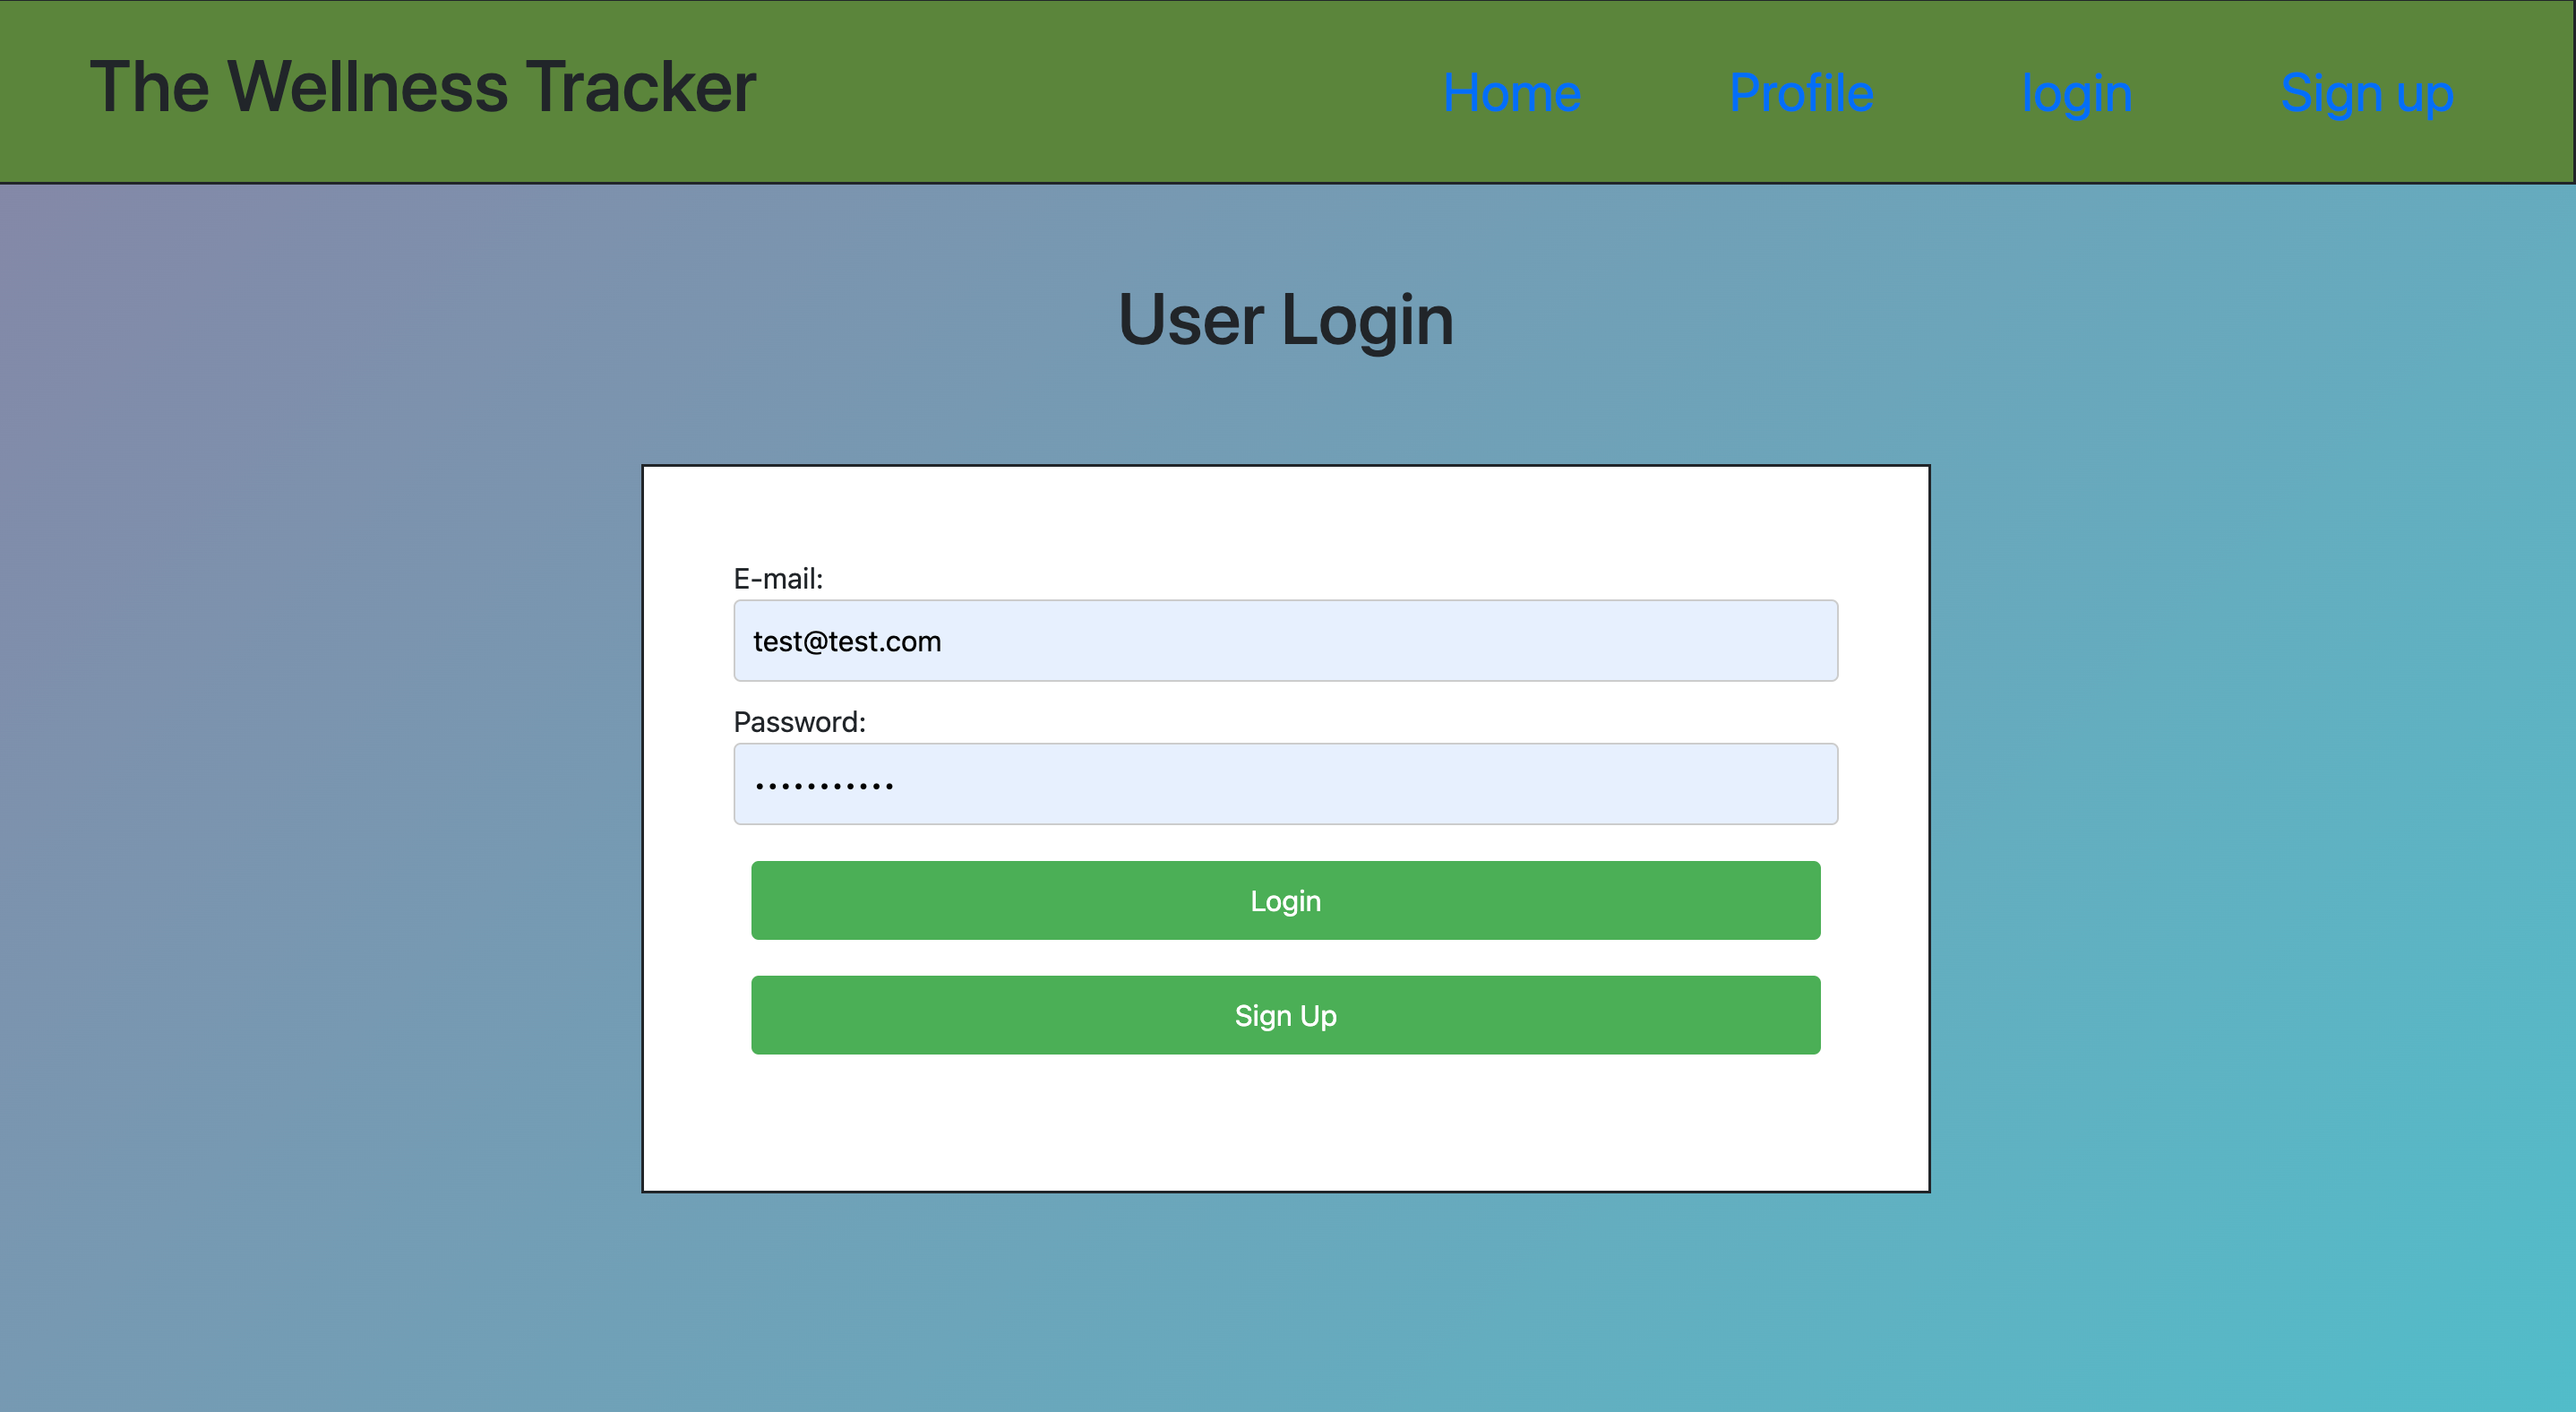 The Wellness Tracker
Home Profile login Sign up
User Login
E-mail:
test@test.com
Password:
•••••••••••
Login
Sign Up